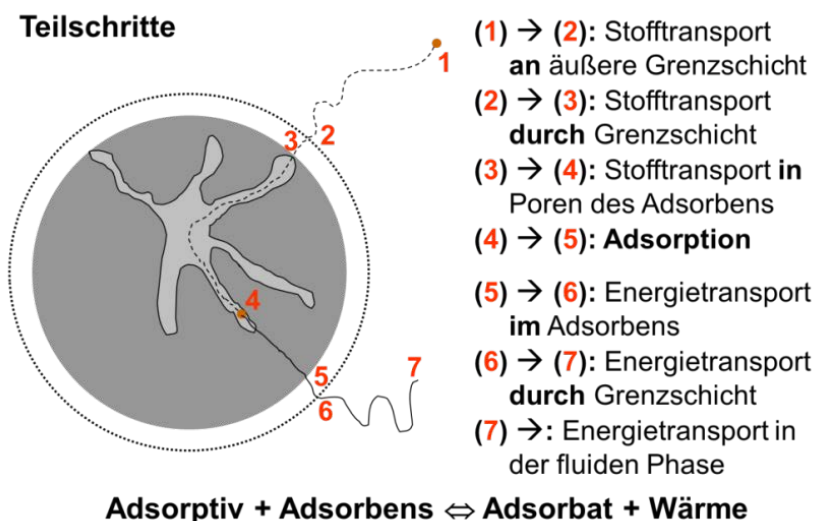 Teilschritte
1
2
3
4
5
6
7
(1) → (2): Stofftransport
an äußere Grenzschicht
(2) → (3): Stofftransport
durch Grenzschicht
(3) → (4): Stofftransport in
Poren des Adsorbens
(4) → (5): Adsorption
(5) → (6): Energietransport
im Adsorbens
(6) → (7): Energietransport
durch Grenzschicht
(7) →: Energietransport in
der fluiden Phase
Adsorptiv + Adsorbens ⇔ Adsorbat + Wärme